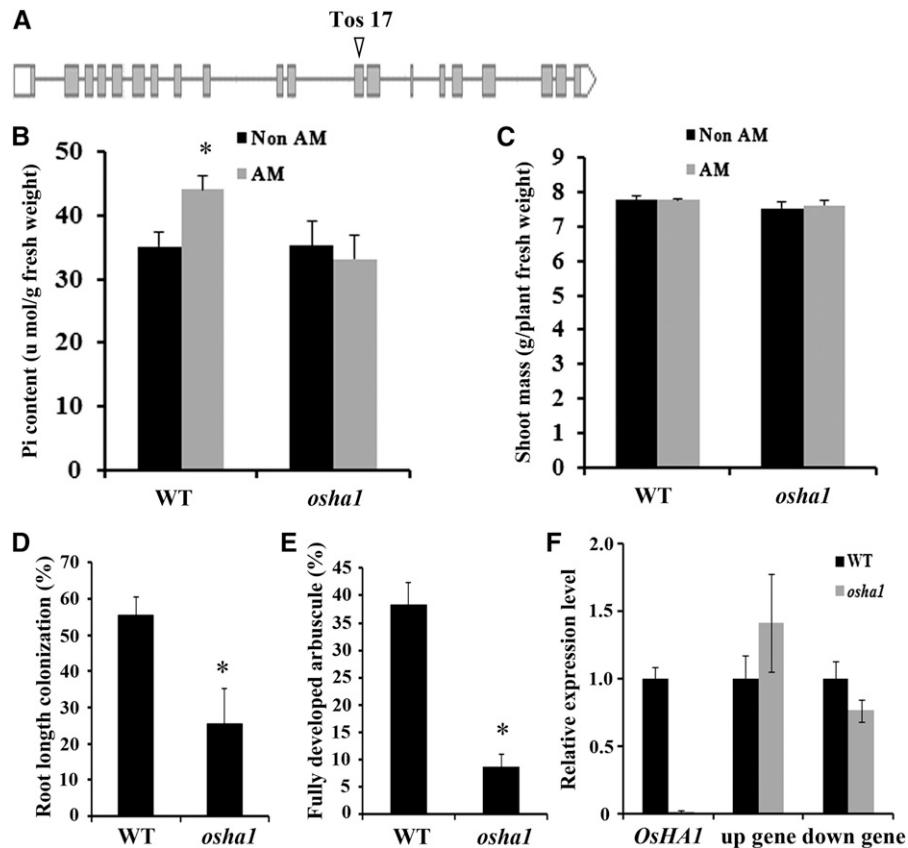 A
Tos 17
B
Non AM
AM
Pi content (u mol/g fresh weight)
50
40
30
20
10
0
*
WT
osha1
C
Non AM
AM
Shoot mass (g/plant fresh weight)
9
8
7
6
5
4
3
2
1
0
WT
osha1
D
Root length colonization (%)
70
60
50
40
30
20
10
0
*
WT
osha1
E
Fully developed arbuscule (%)
45
40
35
30
25
20
15
10
5
0
*
WT
osha1
F
WT
osha1
Relative expression level
2.0
1.5
1.0
0.5
0
OsHA1
up gene
down gene